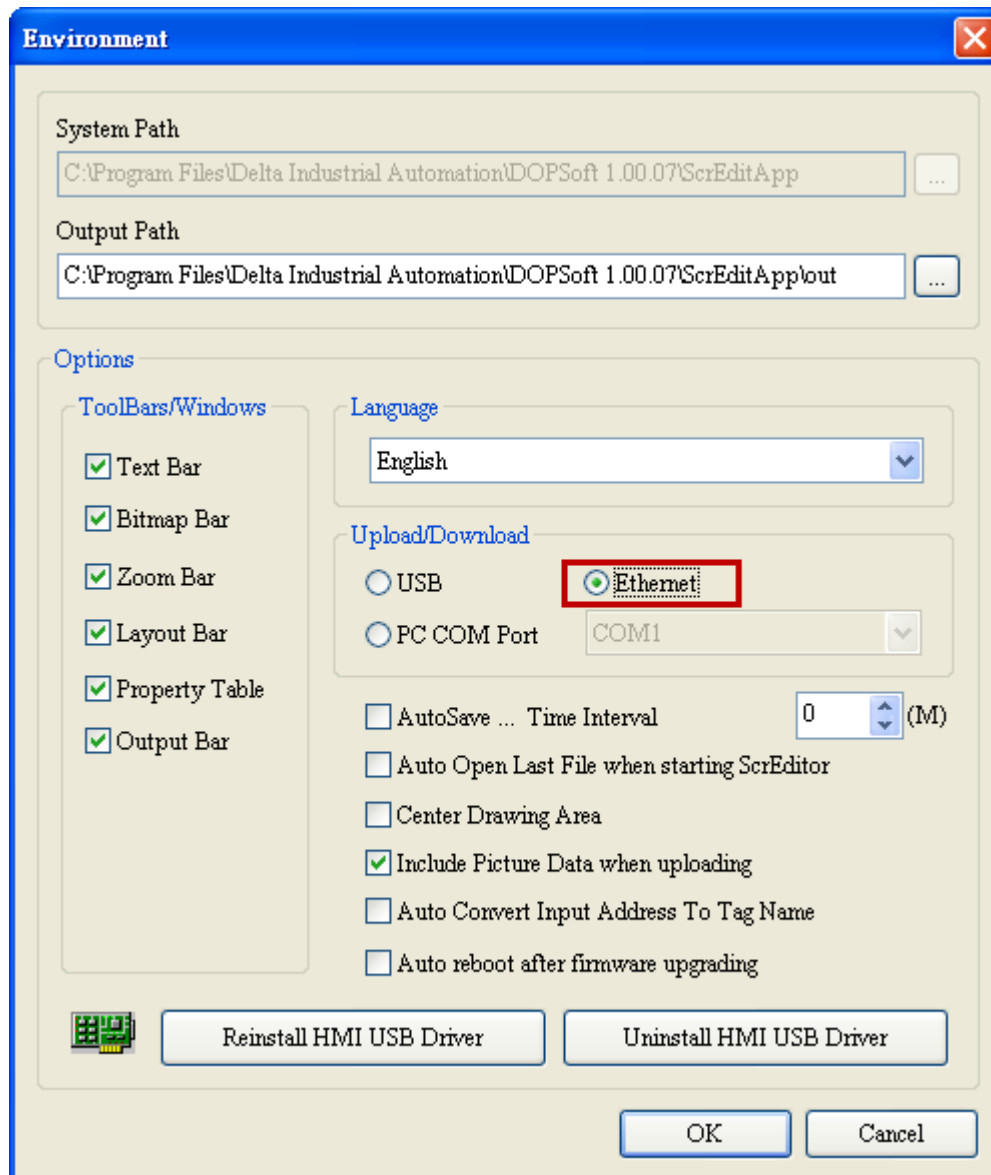 Environment
System Path
C:\Program Files\Delta Industrial Automation\DOPSoft 1.00.07\ScrEditApp
...
Output Path
C:\Program Files\Delta Industrial Automation\DOPSoft 1.00.07\ScrEditApp\out
...
Options
ToolBars/Windows
Text Bar
Bitmap Bar
Zoom Bar
Layout Bar
Property Table
Output Bar
Language
English
Upload/Download
USB
Ethernet
PC COM Port
COM1
AutoSave ... Time Interval
0
(M)
Auto Open Last File when starting ScrEditor
Center Drawing Area
Include Picture Data when uploading
Auto Convert Input Address To Tag Name
Auto reboot after firmware upgrading
Reinstall HMI USB Driver
Uninstall HMI USB Driver
OK
Cancel